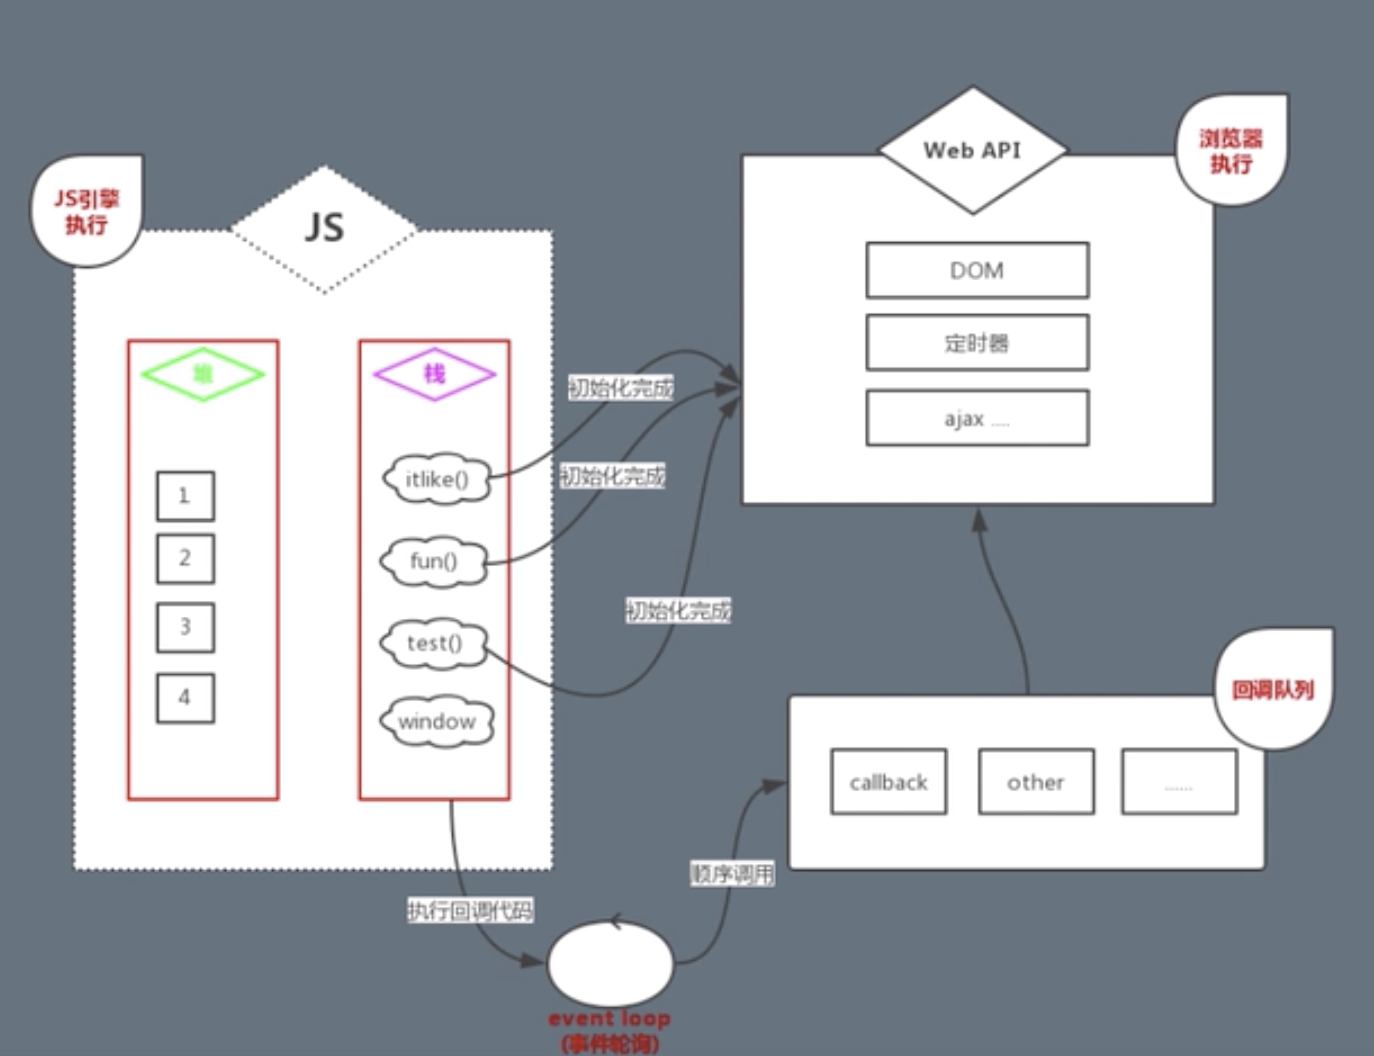 JS引擎
执行
JS
堆
栈
1
2
3
4
itlike()
fun()
test()
window
初始化完成
初始化完成
初始化完成
Web API
浏览器
执行
DOM
定时器
ajax ....
回调队列
callback
other
......
执行回调代码
顺序调用
event loop
(事件轮询)